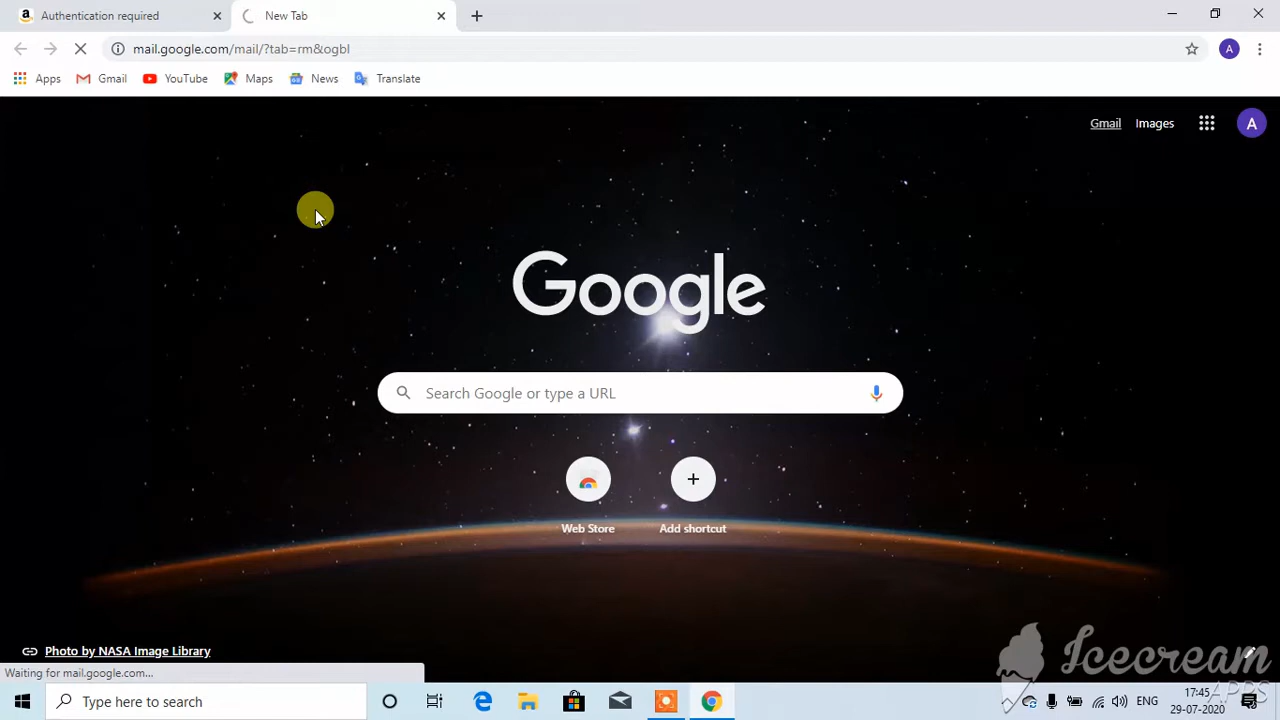 Authentication required
New Tab
mail.google.com/mail/?tab=rm&ogbl
A
Apps
Gmail
YouTube
Maps
News
Translate
Gmail
Images
A
Google
Search Google or type a URL
Web Store
Add shortcut
Photo by NASA Image Library
Waiting for mail.google.com...
Icecream
APPS
Type here to search
ENG
17:45
29-07-2020